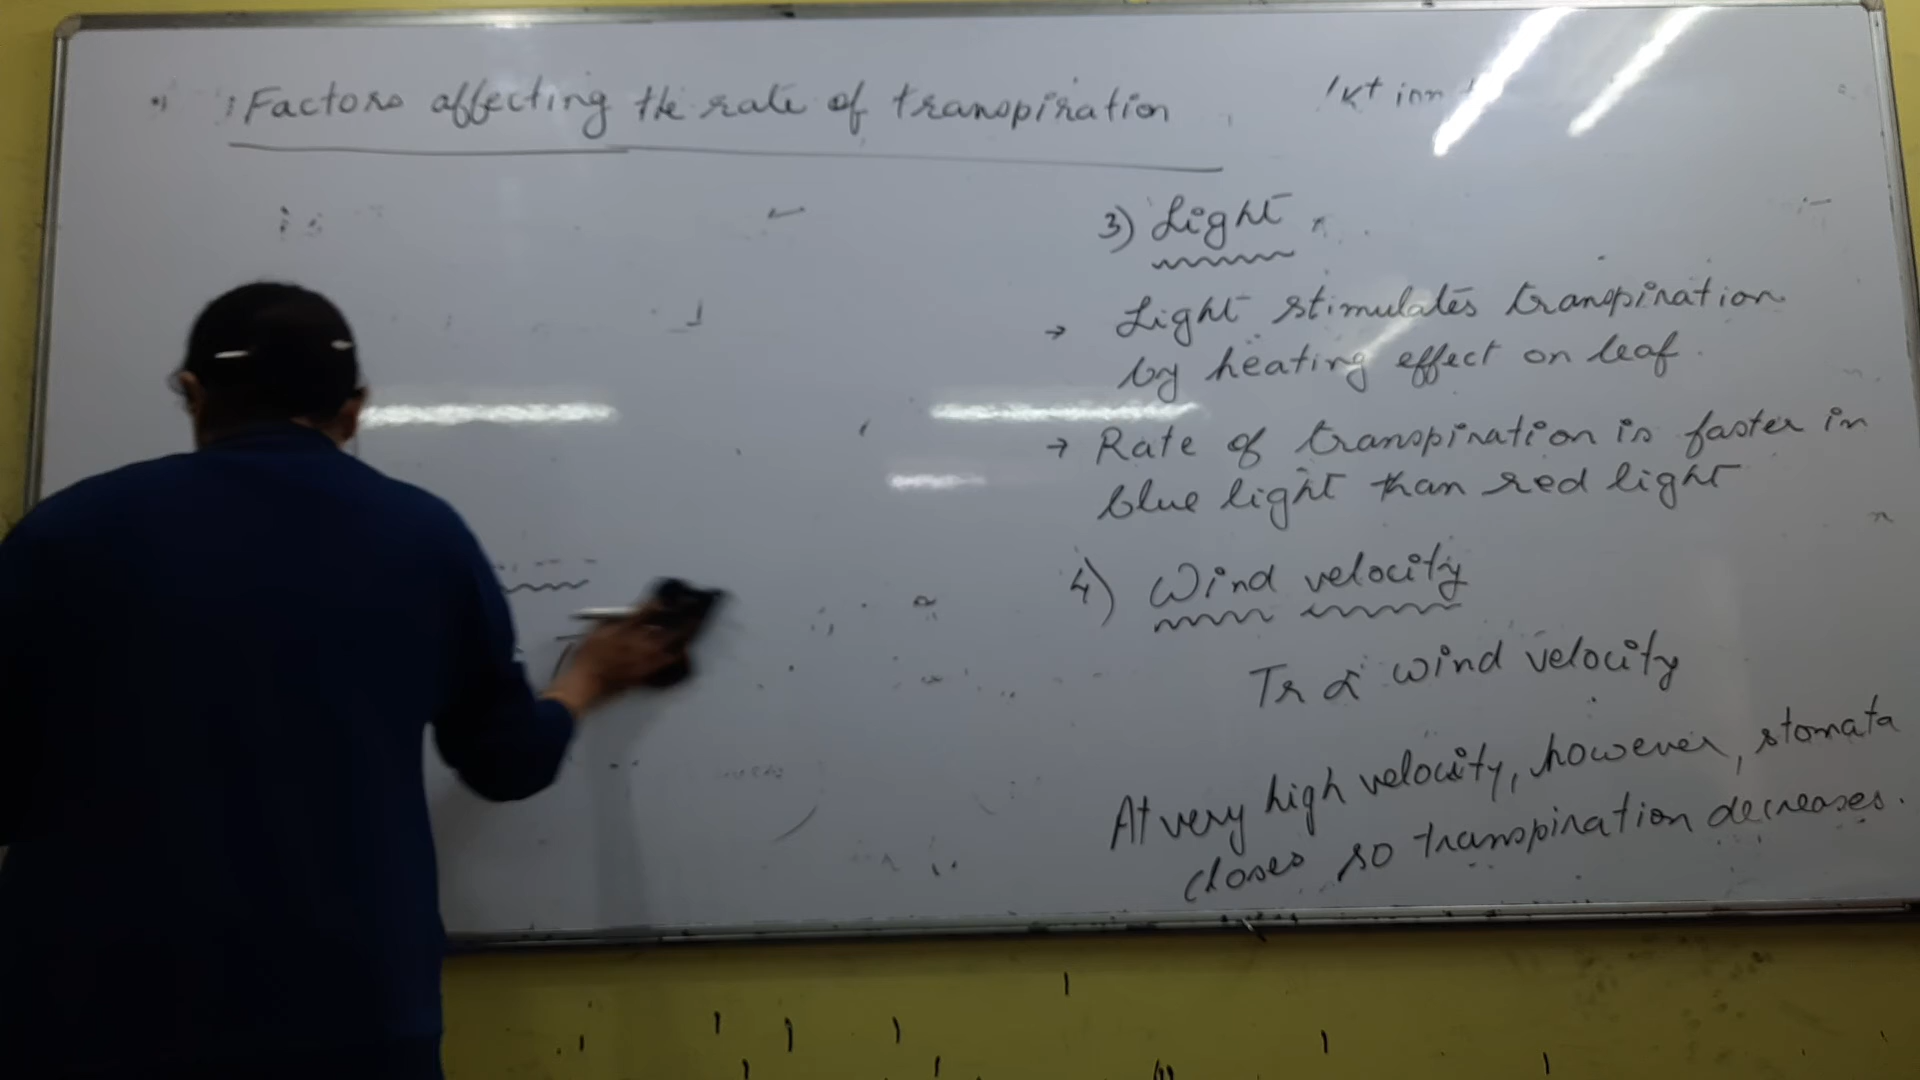 Factors affecting the rate of transpiration
3) Light
→ Light stimulates transpiration
by heating effect on leaf.
→ Rate of transpiration is faster in
blue light than red light
4) Wind velocity
Tr ∝ wind velocity
At very high velocity, however, stomata
closes so transpiration decreases.